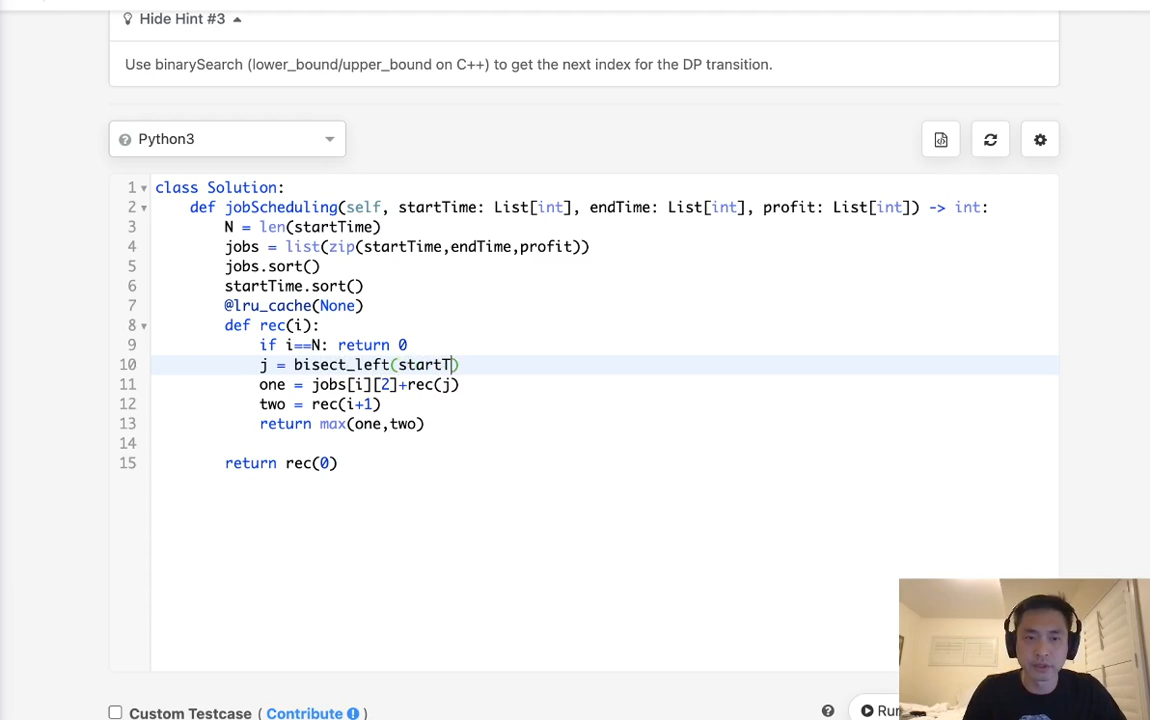 Hide Hint #3
Use binarySearch (lower_bound/upper_bound on C++) to get the next index for the DP transition.
Python3
1 class Solution:
2 def jobScheduling(self, startTime: List[int], endTime: List[int], profit: List[int]) -> int:
3 N = len(startTime)
4 jobs = list(zip(startTime,endTime,profit))
5 jobs.sort()
6 startTime.sort()
7 @lru_cache(None)
8 def rec(i):
9 if i==N: return 0
10 j = bisect_left(startT)
11 one = jobs[i][2]+rec(j)
12 two = rec(i+1)
13 return max(one,two)
14
15 return rec(0)
Custom Testcase ( Contribute )
Run